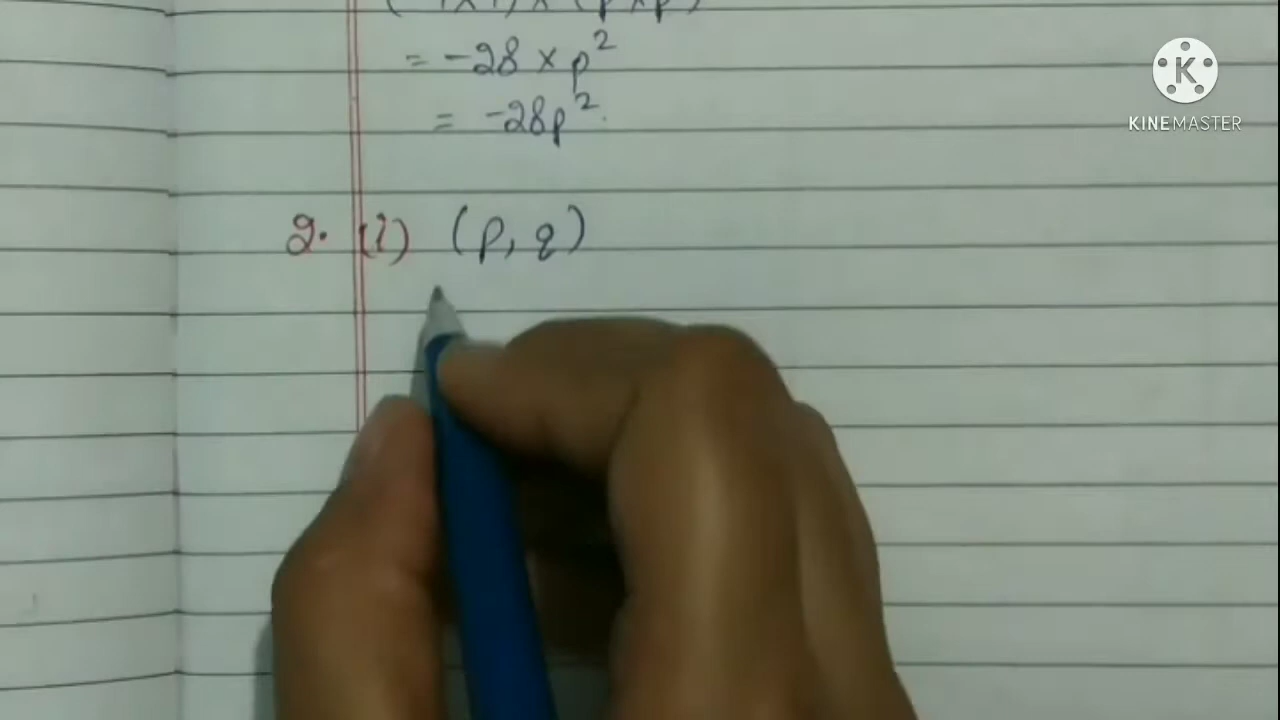 = -28 × p²
= -28p²
2. (i) (p, q)
K
KINEMASTER